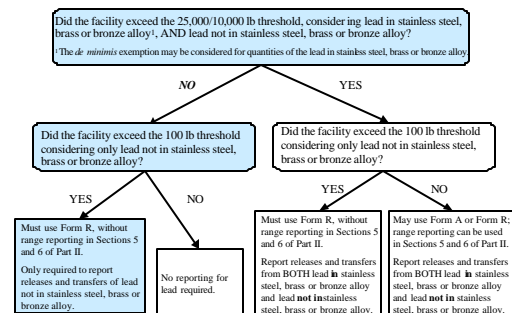 Did the facility exceed the 25,000/10,000 lb threshold, considering lead in stainless steel,
brass or bronze alloy¹, AND lead not in stainless steel, brass or bronze alloy?
¹ The de minimis exemption may be considered for quantities of the lead in stainless steel, brass or bronze alloy.
NO
YES
Did the facility exceed the 100 lb threshold
considering only lead not in stainless steel,
brass or bronze alloy?
Did the facility exceed the 100 lb threshold
considering only lead not in stainless steel,
brass or bronze alloy?
YES
NO
YES
NO
Must use Form R, without
range reporting in Sections 5
and 6 of Part II.
Only required to report
releases and transfers of lead
not in stainless steel, brass or
bronze alloy.
No reporting for
lead required.
Must use Form R, without
range reporting in Sections 5
and 6 of Part II.
Report releases and transfers
from BOTH lead in stainless
steel, brass or bronze alloy
and lead not in stainless
steel, brass or bronze alloy.
May use Form A or Form R;
range reporting can be used
in Sections 5 and 6 of Part II.
Report releases and transfers
from BOTH lead in stainless
steel, brass or bronze alloy
and lead not in stainless
steel, brass or bronze alloy.